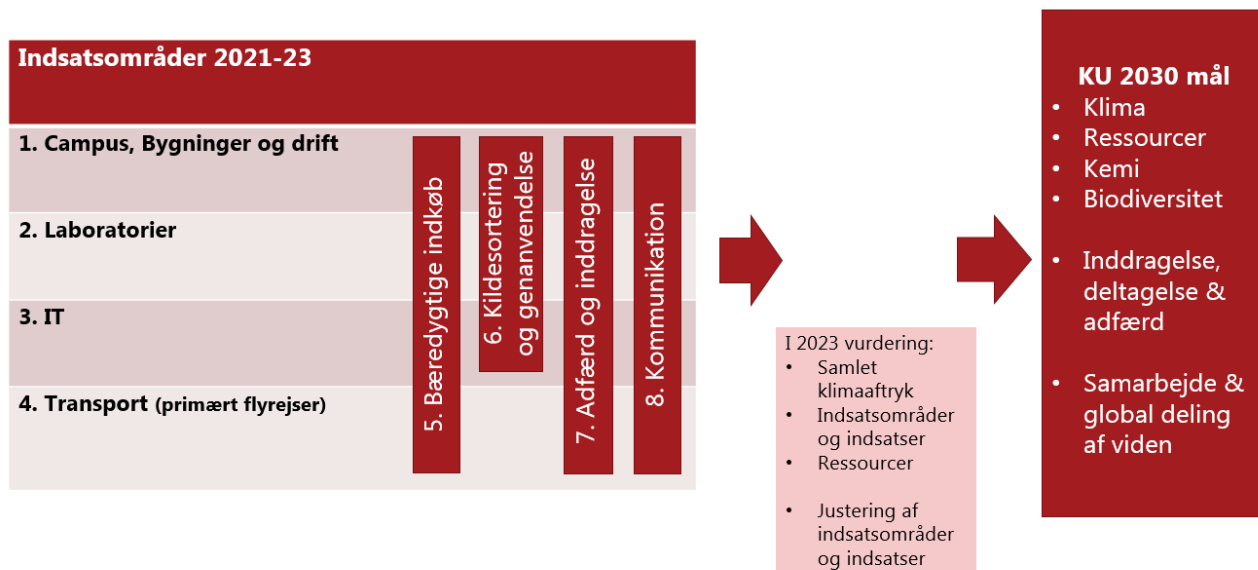 Indsatsområder 2021-23
1. Campus, Bygninger og drift
2. Laboratorier
3. IT
4. Transport (primært flyrejser)
5. Bæredygtige indkøb
6. Kildesortering
og genanvendelse
7. Adfærd og inddragelse
8. Kommunikation
I 2023 vurdering:
• Samlet
klimaaftryk
• Indsatsområder
og indsatser
• Ressourcer
• Justering af
indsatsområder
og indsatser
KU 2030 mål
• Klima
• Ressourcer
• Kemi
• Biodiversitet
• Inddragelse,
deltagelse &
adfærd
• Samarbejde &
global deling
af viden